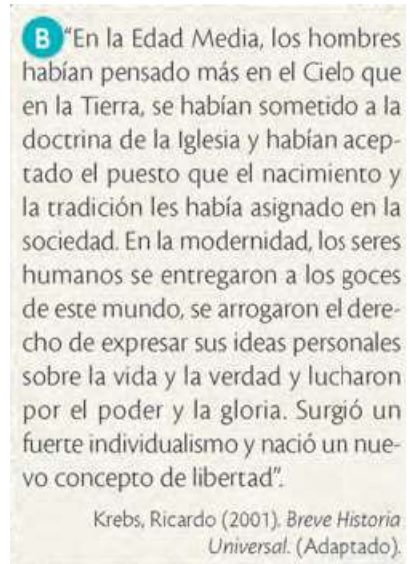 B "En la Edad Media, los hombres
habían pensado más en el Cielo que
en la Tierra, se habían sometido a la
doctrina de la Iglesia y habían acep-
tado el puesto que el nacimiento y
la tradición les había asignado en la
sociedad. En la modernidad, los seres
humanos se entregaron a los goces
de este mundo, se arrogaron el dere-
cho de expresar sus ideas personales
sobre la vida y la verdad y lucharon
por el poder y la gloria. Surgió un
fuerte individualismo y nació un nue-
vo concepto de libertad".
Krebs, Ricardo (2001). Breve Historia
Universal. (Adaptado).